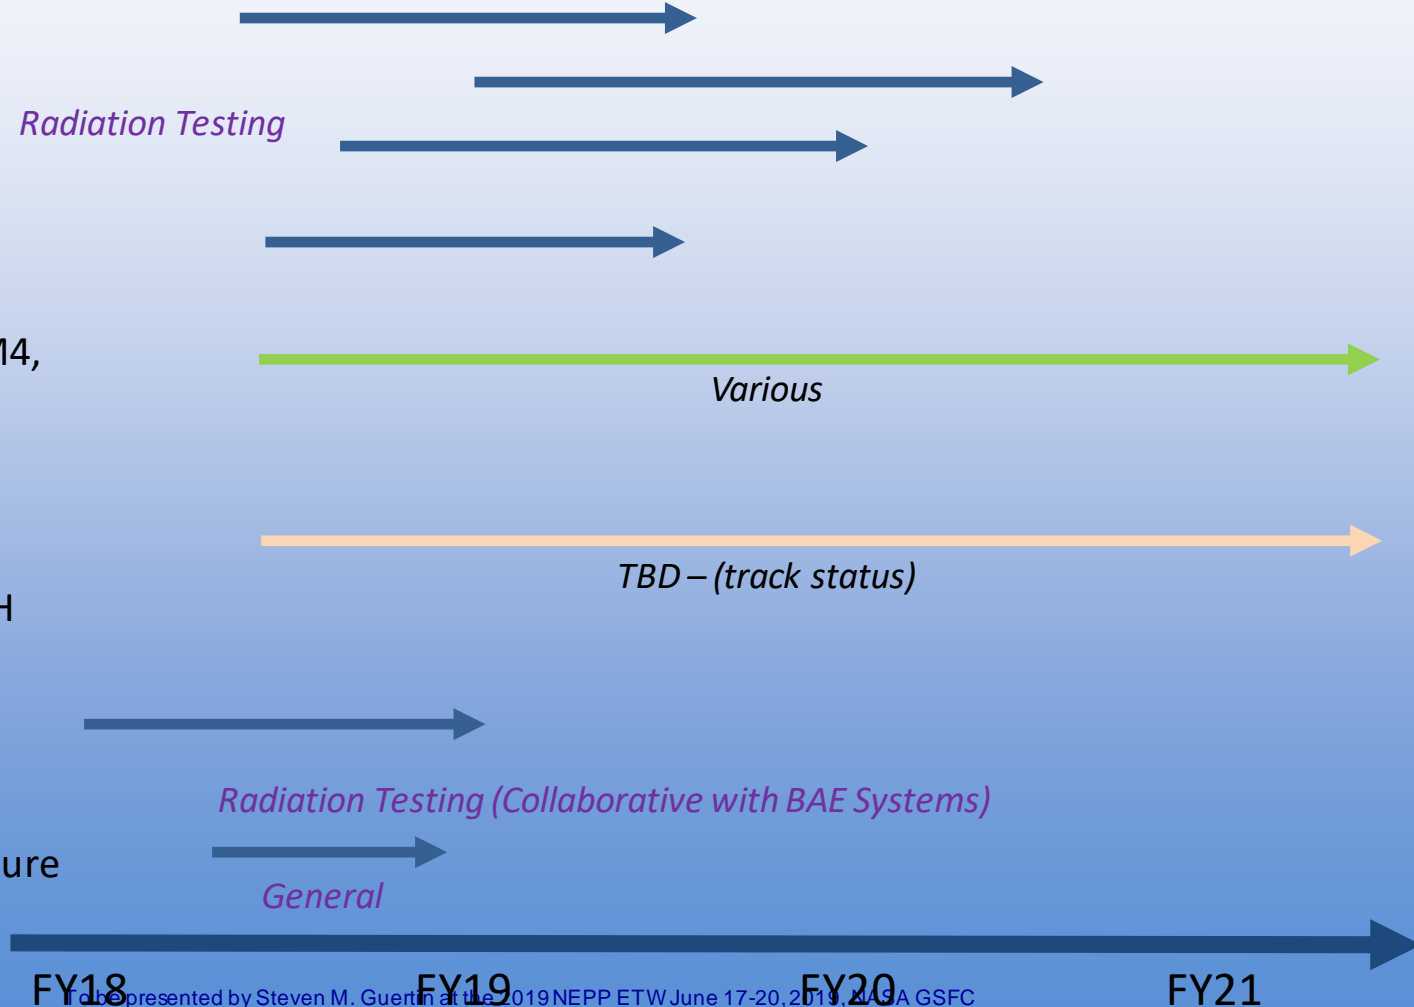 Radiation Testing
M4,
Various
TBD – (track status)
H
Radiation Testing (Collaborative with BAE Systems)
ure
General
FY18 FY19 FY20 FY21
To be presented by Steven M. Guertin at the 2019 NEPP ETW June 17-20, 2019, NASA GSFC